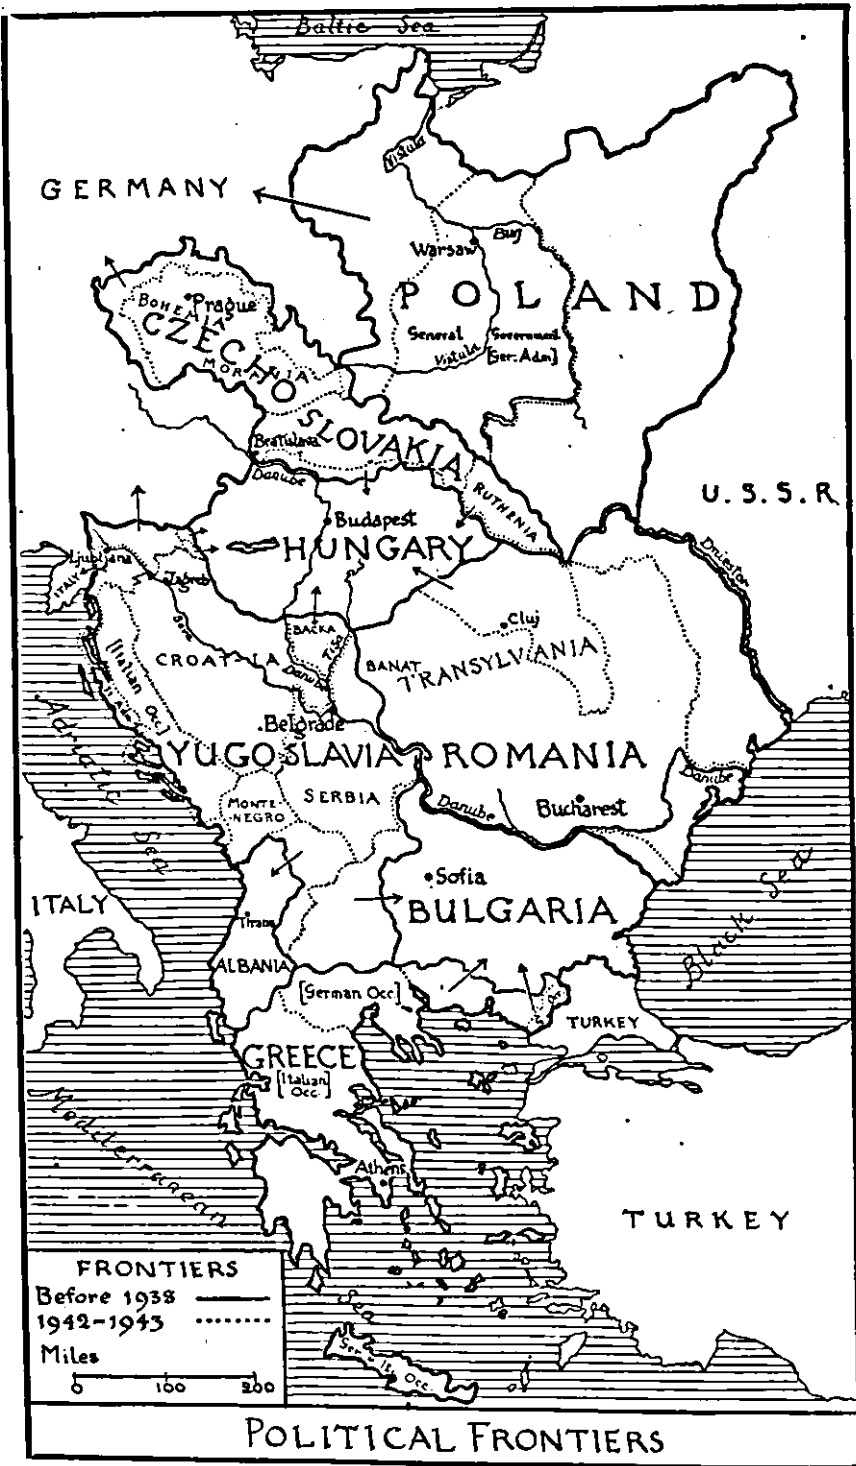 Baltic Sea
GERMANY
Vistula
Bug
Warsaw
POLAND
BOHEMIA
Prague
General
Government
Vistula
[Ger. Adm]
CZECHO
MORAVIA
SLOVAKIA
Bratislava
Danube
RUTHENIA
U.S.S.R
Budapest
HUNGARY
Dniestor
Ljubljana
ITALY
Zagreb
Sava
Cluj
BACKA
Tisa
CROATIA
BANAT
TRANSYLVANIA
Danube
[Italian
Occ]
Belgrade
Adriatic
Sea
YUGOSLAVIA
ROMANIA
Danube
MONTE-
NEGRO
SERBIA
Danube
Bucharest
Sofia
Black Sea
ITALY
Tirana
BULGARIA
ALBANIA
[German Occ]
TURKEY
GREECE
[Italian
Occ]
Mediterranean
Athens
TURKEY
Sea
FRONTIERS
Before 1938
1942-1943
Miles
0 100 200
POLITICAL FRONTIERS